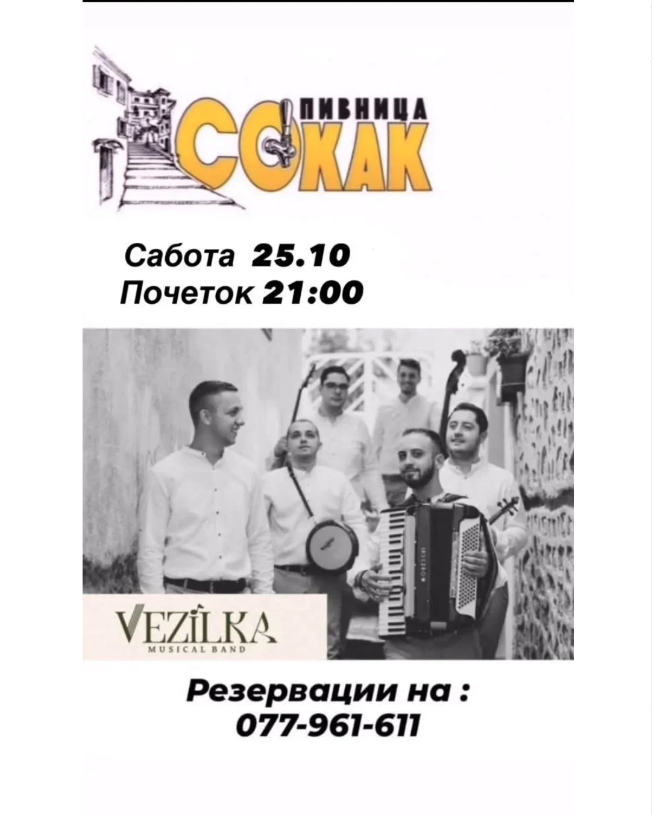 ПИВНИЦА
СОКАК
Сабота 25.10
Почеток 21:00
VEZILKA
MUSICAL BAND
Резервации на :
077-961-611